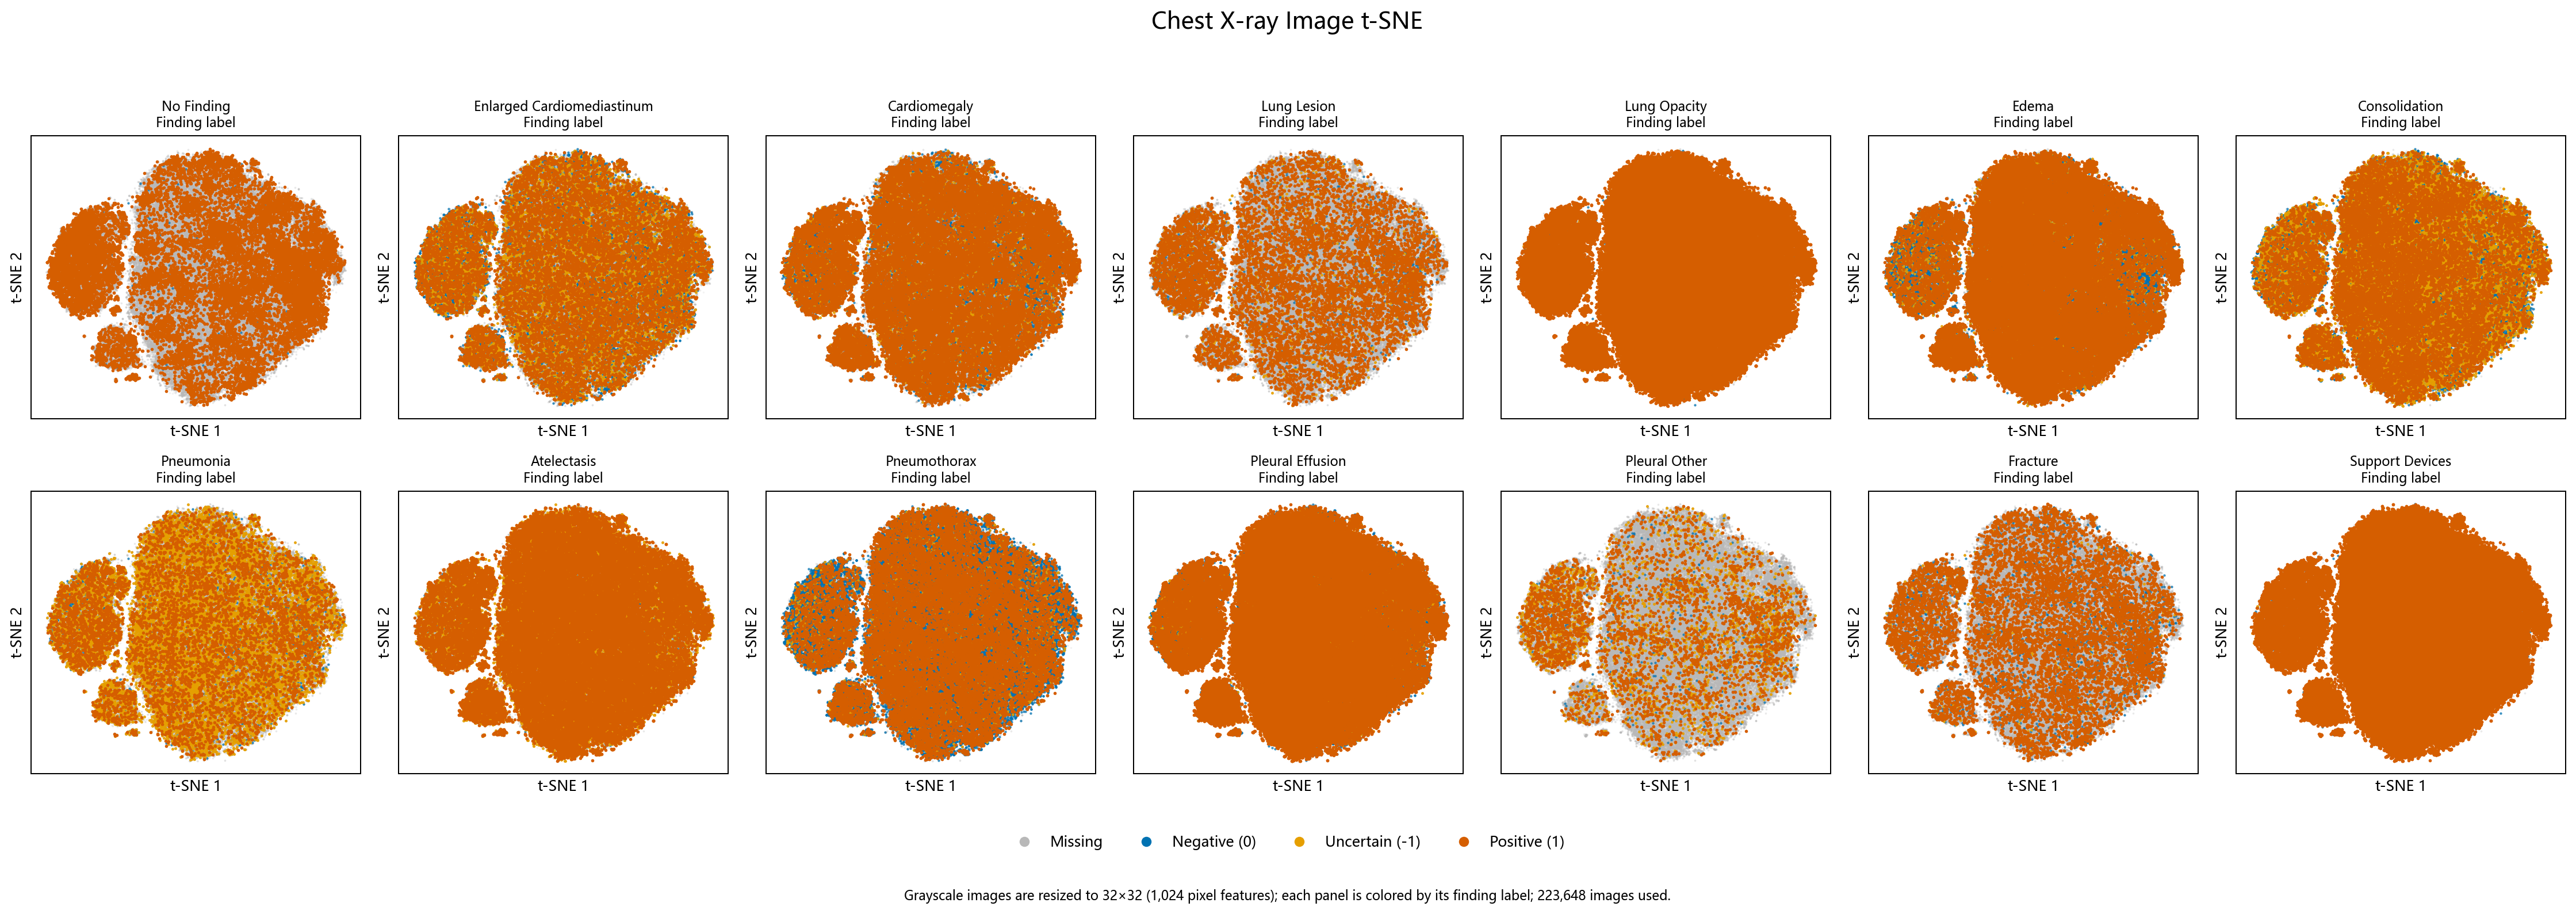 Chest X-ray Image t-SNE
No Finding
Finding label
Enlarged Cardiomediastinum
Finding label
Cardiomegaly
Finding label
Lung Lesion
Finding label
Lung Opacity
Finding label
Edema
Finding label
Consolidation
Finding label
t-SNE 2
t-SNE 2
t-SNE 2
t-SNE 2
t-SNE 2
t-SNE 2
t-SNE 2
t-SNE 1
t-SNE 1
t-SNE 1
t-SNE 1
t-SNE 1
t-SNE 1
t-SNE 1
Pneumonia
Finding label
Atelectasis
Finding label
Pneumothorax
Finding label
Pleural Effusion
Finding label
Pleural Other
Finding label
Fracture
Finding label
Support Devices
Finding label
t-SNE 2
t-SNE 2
t-SNE 2
t-SNE 2
t-SNE 2
t-SNE 2
t-SNE 2
t-SNE 1
t-SNE 1
t-SNE 1
t-SNE 1
t-SNE 1
t-SNE 1
t-SNE 1
Missing
Negative (0)
Uncertain (-1)
Positive (1)
Grayscale images are resized to 32×32 (1,024 pixel features); each panel is colored by its finding label; 223,648 images used.